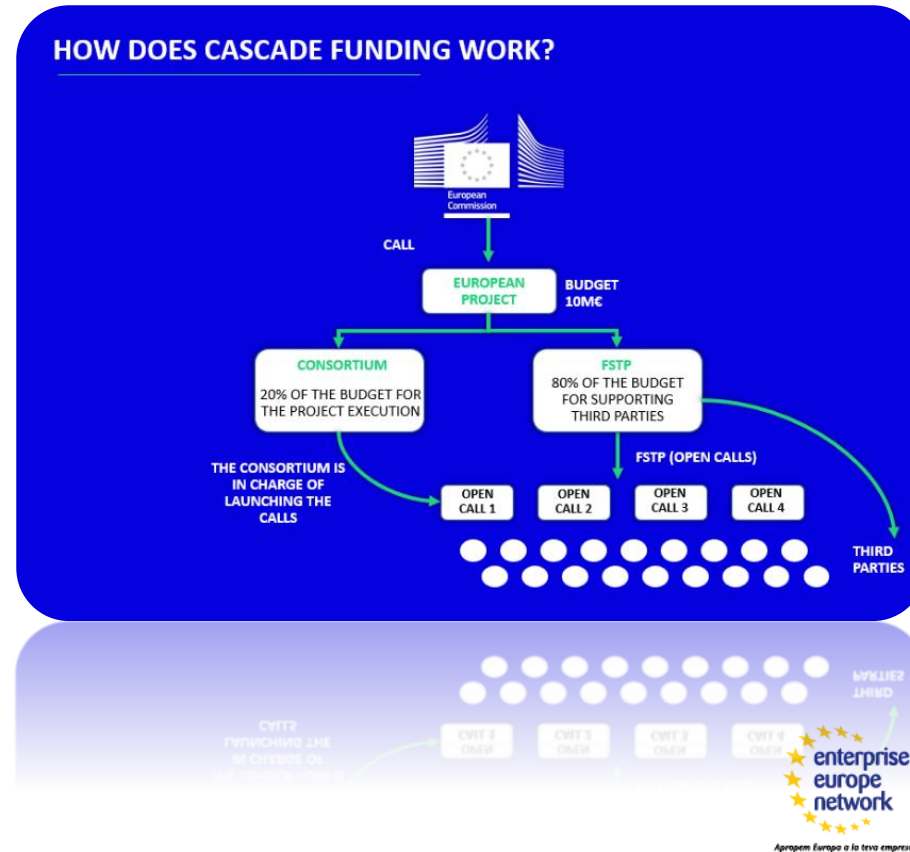 HOW DOES CASCADE FUNDING WORK?
European
Commission
CALL
EUROPEAN
PROJECT
BUDGET
10M€
CONSORTIUM
20% OF THE BUDGET FOR
THE PROJECT EXECUTION
FSTP
80% OF THE BUDGET
FOR SUPPORTING
THIRD PARTIES
THE CONSORTIUM IS
IN CHARGE OF
LAUNCHING THE
CALLS
FSTP (OPEN CALLS)
OPEN
CALL 1
OPEN
CALL 2
OPEN
CALL 3
OPEN
CALL 4
THIRD
PARTIES
enterprise
europe
network
Apropem Europa a la teva empresa